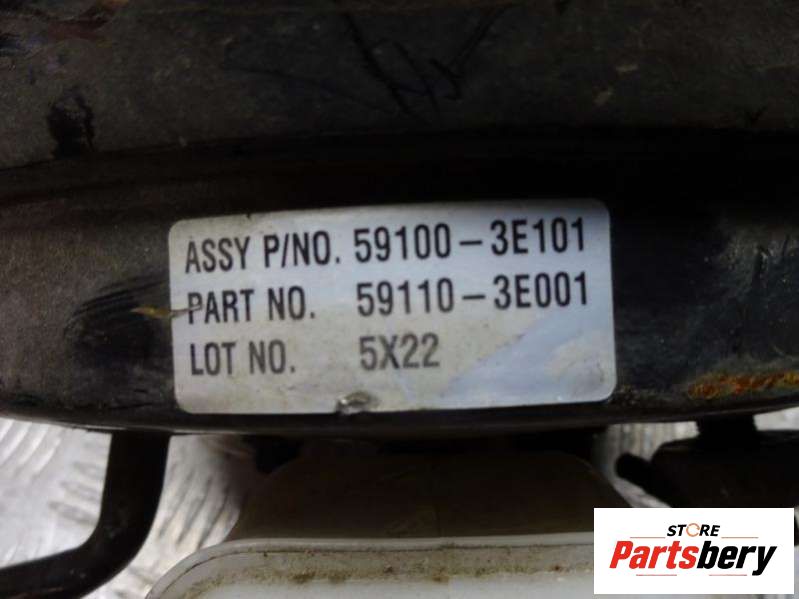 ASSY P/NO. 59100-3E101
PART NO. 59110-3E001
LOT NO. 5X22
STORE
Partsbery